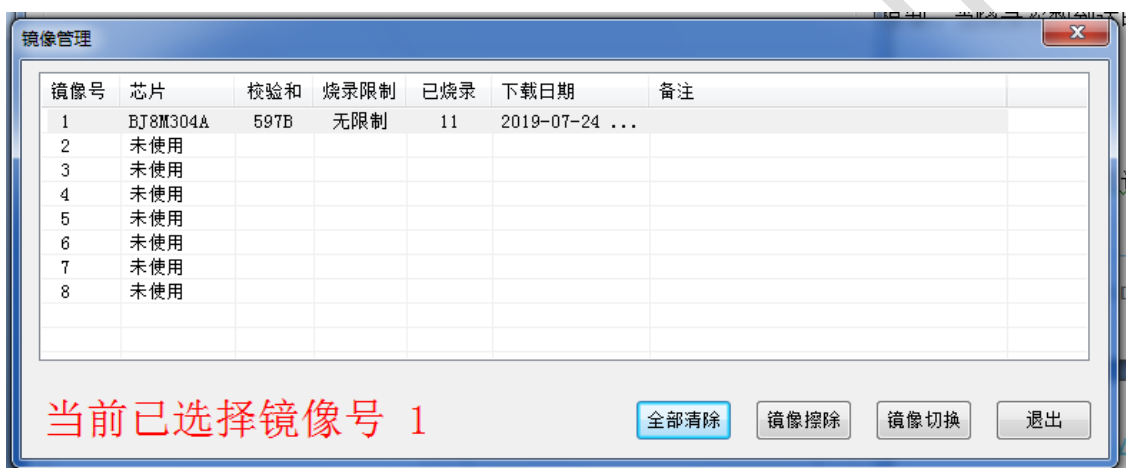 镜像管理
镜像号 芯片 校验和 烧录限制 已烧录 下载日期 备注
1 BJ8M304A 597B 无限制 11 2019-07-24 ...
2 未使用
3 未使用
4 未使用
5 未使用
6 未使用
7 未使用
8 未使用
当前已选择镜像号 1
全部清除 镜像擦除 镜像切换 退出